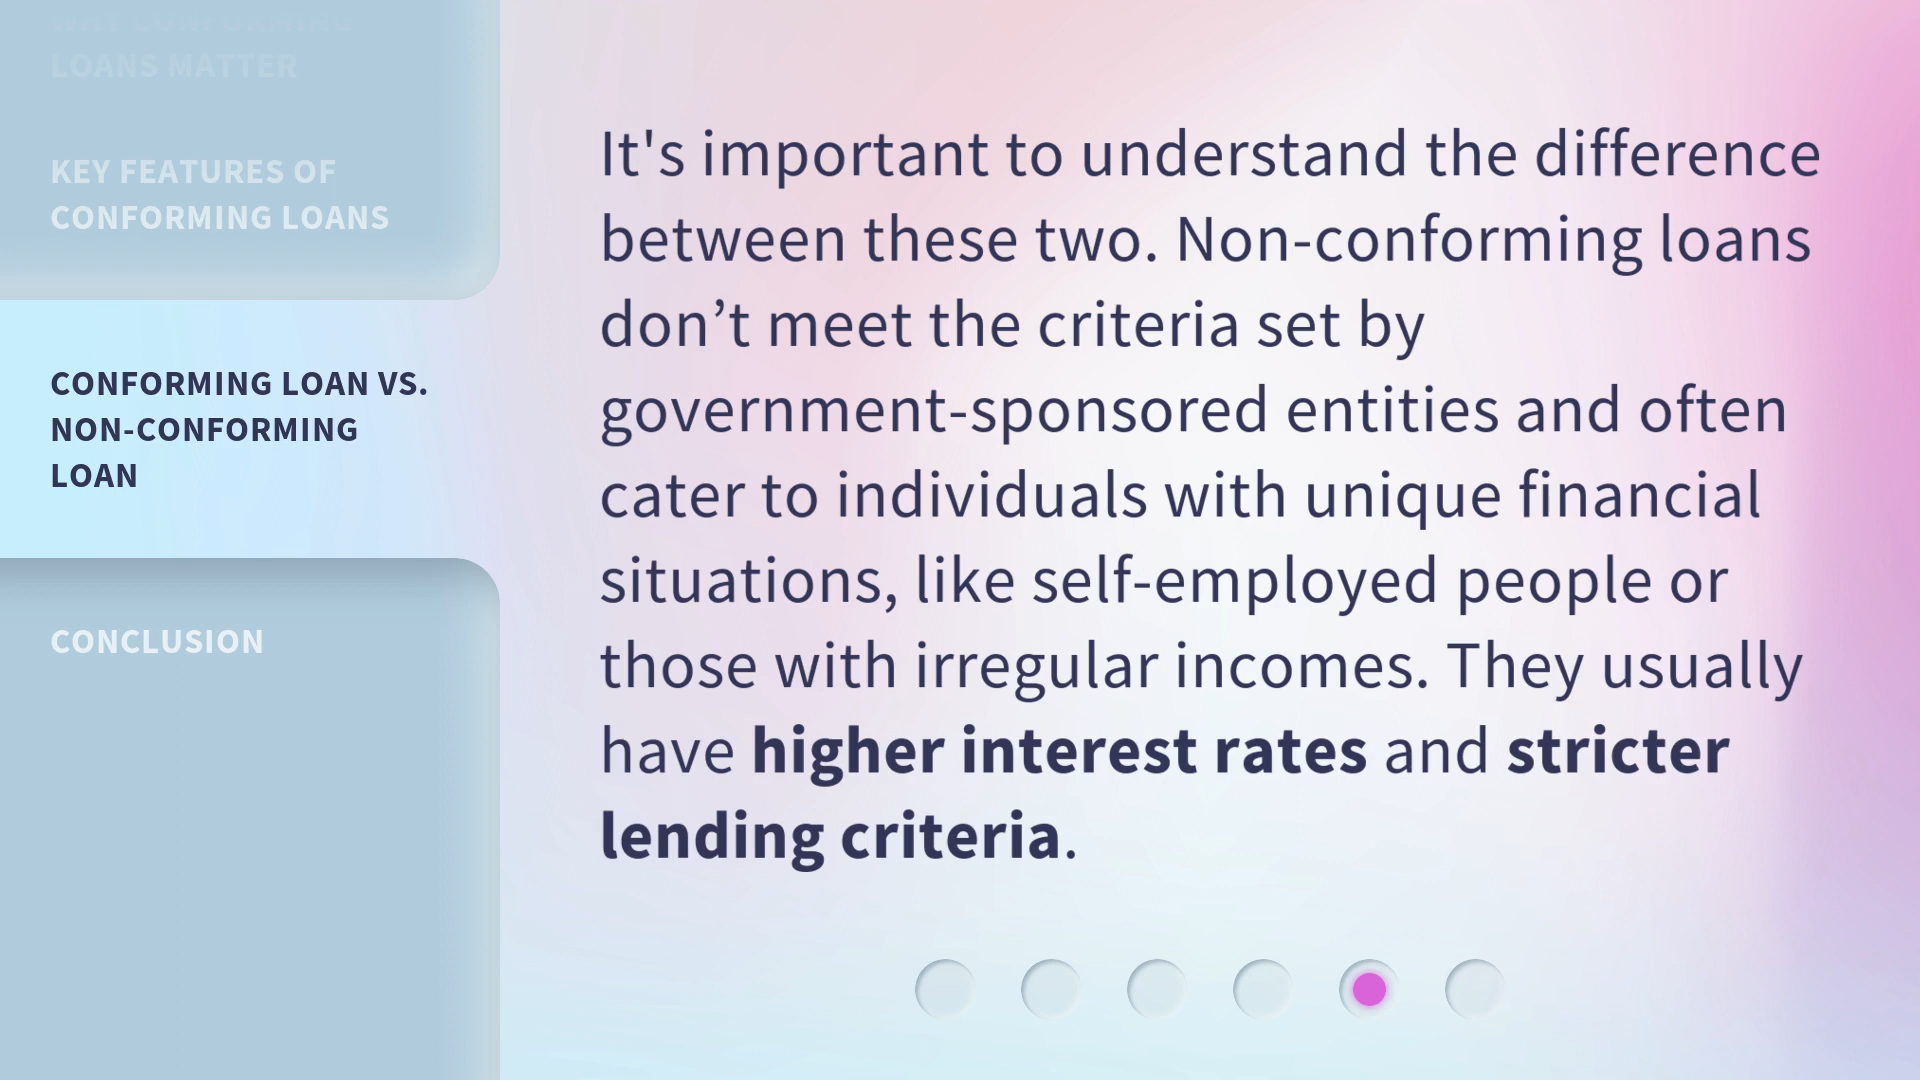 LOANS MATTER
KEY FEATURES OF
CONFORMING LOANS
CONFORMING LOAN VS.
NON-CONFORMING
LOAN
CONCLUSION
It's important to understand the difference
between these two. Non-conforming loans
don’t meet the criteria set by
government-sponsored entities and often
cater to individuals with unique financial
situations, like self-employed people or
those with irregular incomes. They usually
have higher interest rates and stricter
lending criteria.